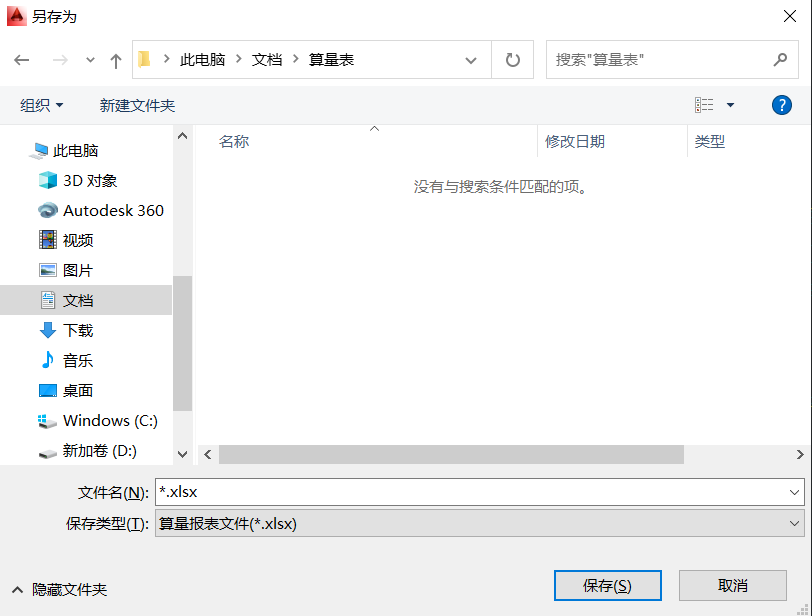 另存为
此电脑 文档 算量表 搜索"算量表"
组织 新建文件夹
名称 修改日期 类型
没有与搜索条件匹配的项。
此电脑
3D 对象
Autodesk 360
视频
图片
文档
下载
音乐
桌面
Windows (C:)
新加卷 (D:)
文件名(N): *.xlsx
保存类型(T): 算量报表文件(*.xlsx)
隐藏文件夹 保存(S) 取消